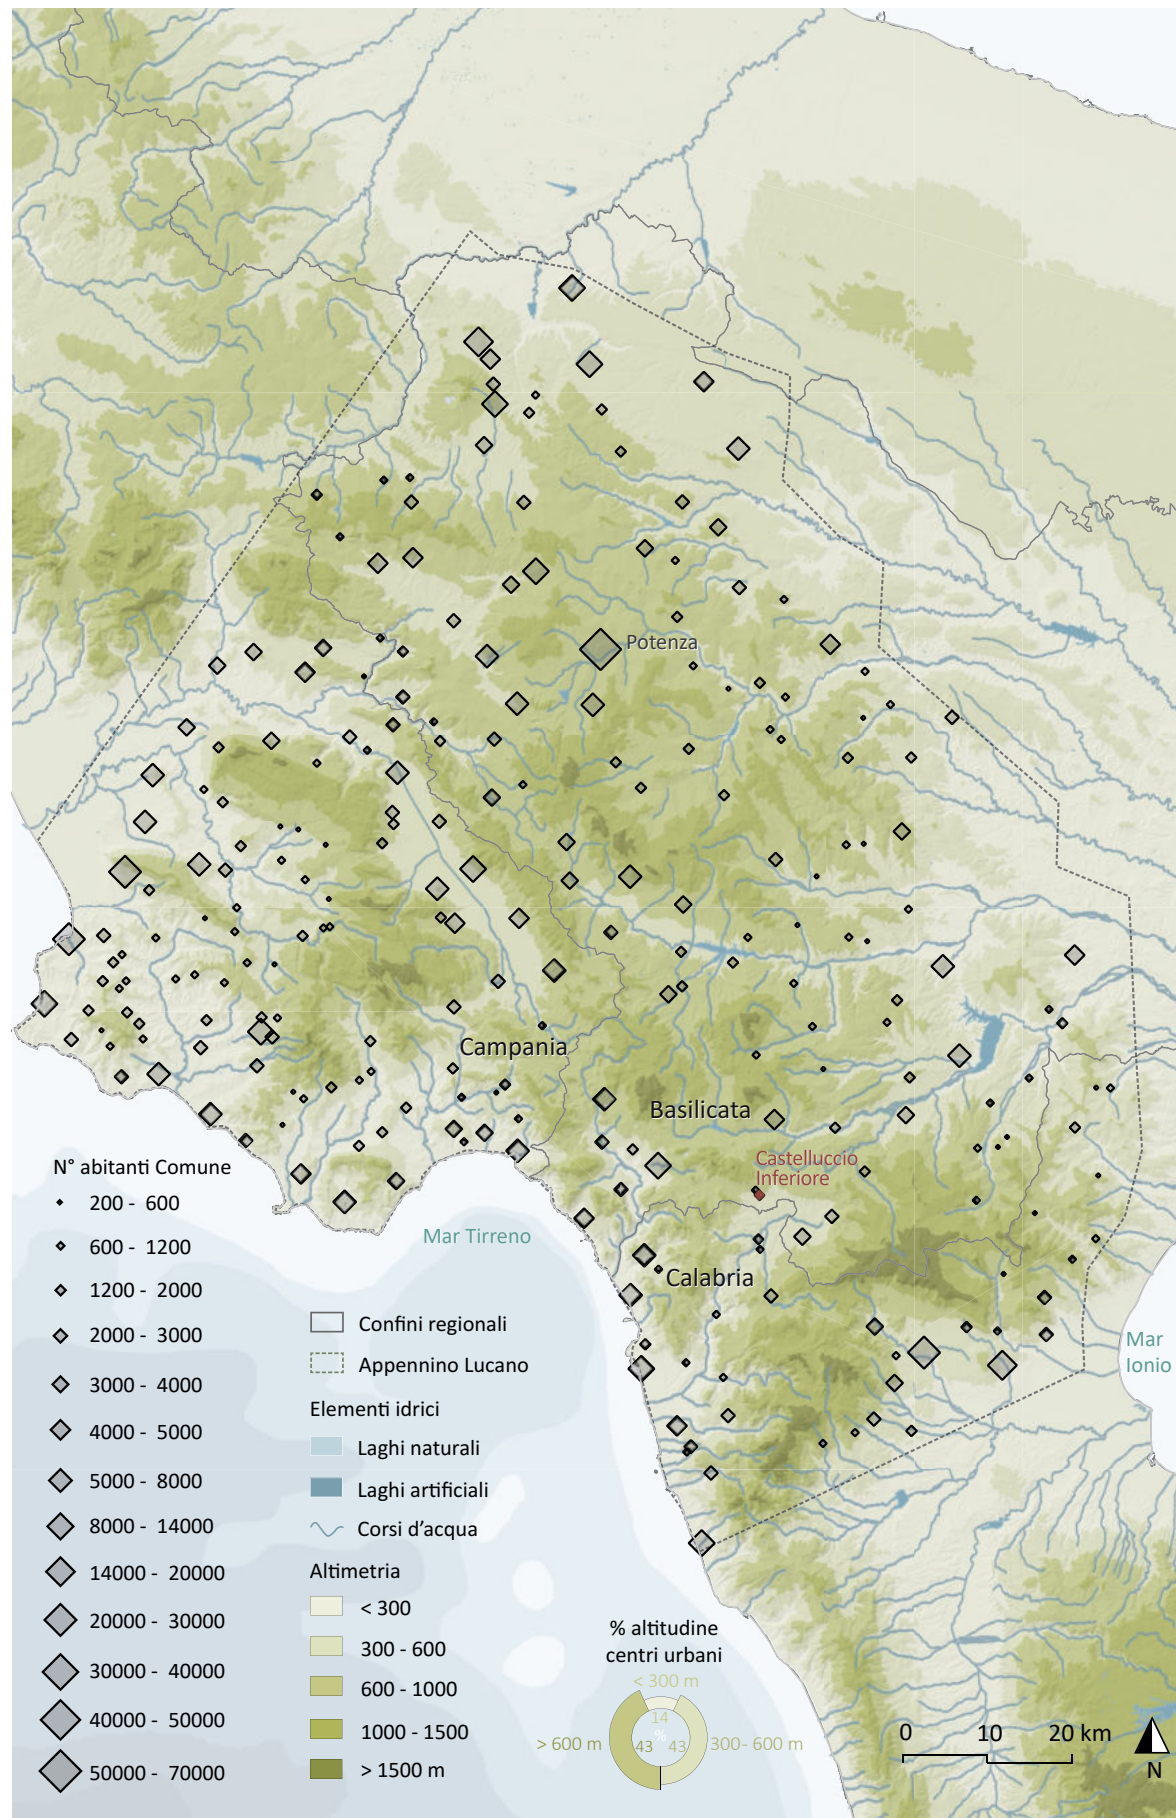 Potenza
Campania
Basilicata
Castelluccio
Inferiore
Mar Tirreno
Calabria
Mar
Ionio
N° abitanti Comune
200 - 600
600 - 1200
1200 - 2000
2000 - 3000
3000 - 4000
4000 - 5000
5000 - 8000
8000 - 14000
14000 - 20000
20000 - 30000
30000 - 40000
40000 - 50000
50000 - 70000
Confini regionali
Appennino Lucano
Elementi idrici
Laghi naturali
Laghi artificiali
Corsi d'acqua
Altimetria
< 300
300 - 600
600 - 1000
1000 - 1500
> 1500 m
% altitudine
centri urbani
< 300 m
14
%
> 600 m
43
43
300 - 600 m
0 10 20 km
N